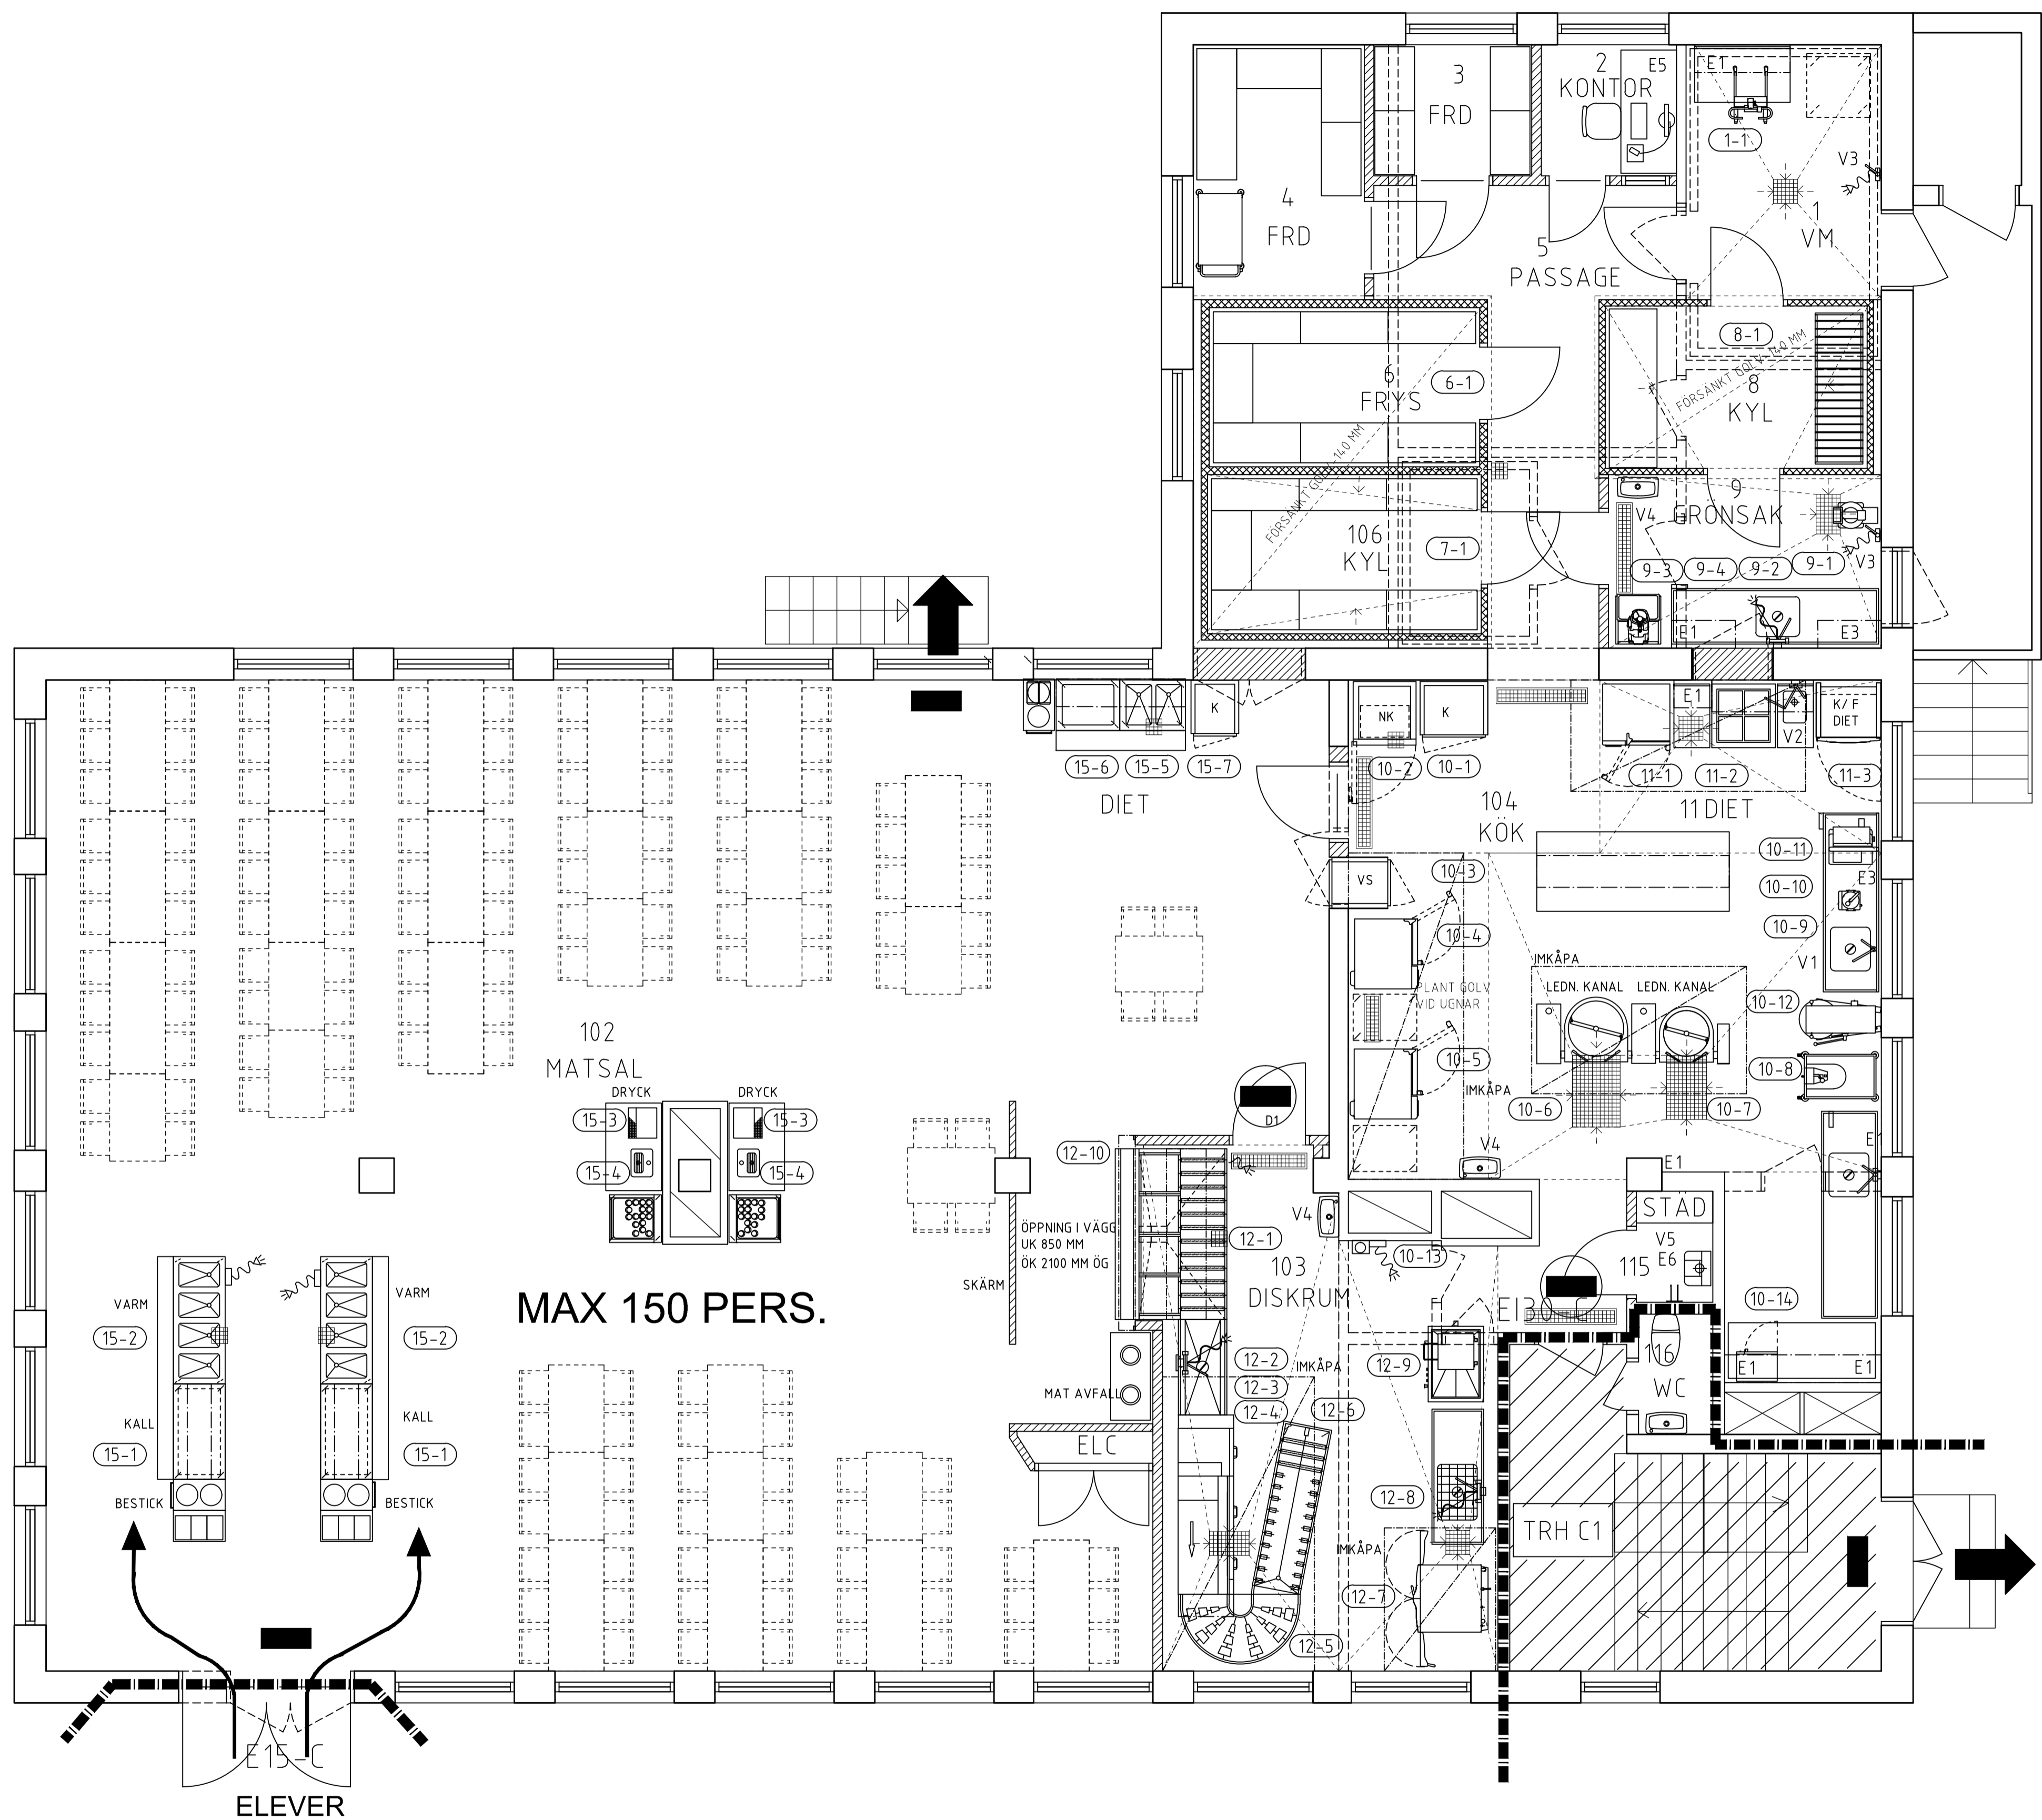 3
FRD
2
KONTOR
E5
E1
1-1
V3
1
VM
4
FRD
5
PASSAGE
8-1
FÖRSÄNKT GOLV-140 MM
8
KYL
6
FRYS
6-1
FÖRSÄNKT GOLV-140 MM
106
KYL
7-1
9
GRÖNSAK
V4
V3
9-3
9-4
9-2
9-1
E1
E3
K
NK
K
E1
V2
K/F
DIET
15-6
15-5
15-7
10-2
10-1
11-1
11-2
11-3
DIET
104
KÖK
11 DIET
10-11
E3
10-10
10-9
V1
VS
10-3
10-4
PLANT GOLV
VID UGNAR
10-5
IMKÅPA
IMKÅPA
LEDN. KANAL
LEDN. KANAL
10-12
10-8
10-6
10-7
102
MATSAL
DRYCK
DRYCK
15-3
15-3
15-4
15-4
D1
12-10
V4
E1
E
STÄD
V5
E6
115
ÖPPNING I VÄGG
UK 850 MM
ÖK 2100 MM ÖG
SKÄRM
12-1
V4
103
DISKRUM
10-13
EI30-C
10-14
VARM
15-2
VARM
15-2
MAX 150 PERS.
KALL
15-1
KALL
15-1
BESTICK
BESTICK
MAT AVFALL
ELC
12-2
12-3
12-4
IMKÅPA
12-6
12-9
116
WC
E1
E1
12-8
TRH C1
IMKÅPA
12-7
12-5
E15-C
ELEVER